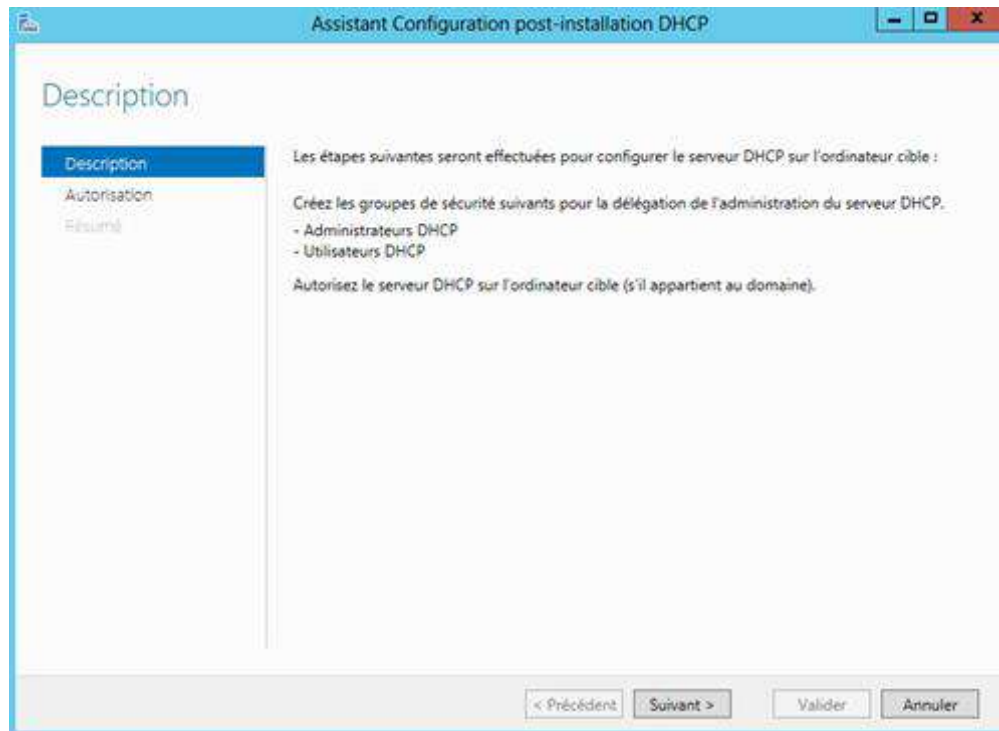 Assistant Configuration post-installation DHCP
Description
Description
Autorisation
Résumé
Les étapes suivantes seront effectuées pour configurer le serveur DHCP sur l'ordinateur cible :
Créez les groupes de sécurité suivants pour la délégation de l'administration du serveur DHCP.
- Administrateurs DHCP
- Utilisateurs DHCP
Autorisez le serveur DHCP sur l'ordinateur cible (s'il appartient au domaine).
< Précédent
Suivant >
Valider
Annuler